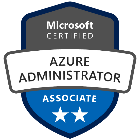 Microsoft
CERTIFIED
AZURE
ADMINISTRATOR
ASSOCIATE